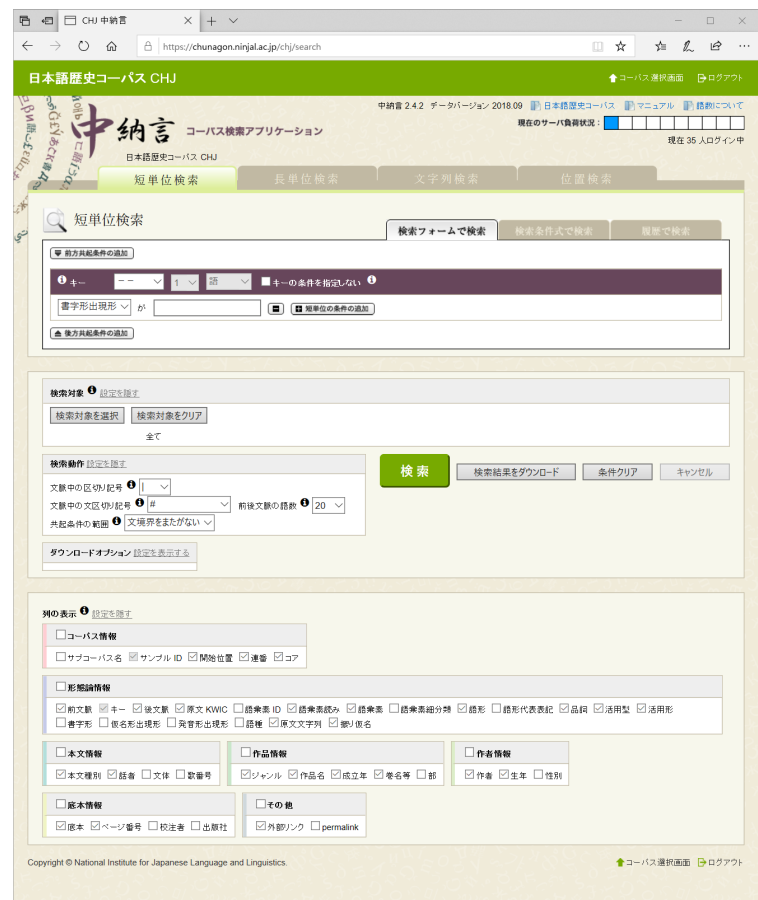 CHJ 中納言
https://chunagon.ninjal.ac.jp/chj/search
日本語歴史コーパス CHJ
コーパス選択画面 ログアウト
中納言 2.4.2 データバージョン 2018.09 日本語歴史コーパス マニュアル 語数について
現在のサーバ負荷状況：
現在 35 人ログイン中
中納言 コーパス検索アプリケーション
日本語歴史コーパス CHJ
短単位検索 長単位検索 文字列検索 位置検索
短単位検索
検索フォームで検索 検索条件式で検索 履歴で検索
前方共起条件の追加
キー -- 1 語 キーの条件を指定しない
書字形出現形 が 短単位の条件の追加
後方共起条件の追加
検索対象 設定を隠す
検索対象を選択 検索対象をクリア
全て
検索動作 設定を隠す
文脈中の区切り記号 |
文脈中の文区切り記号 # 前後文脈の語数 20
共起条件の範囲 文境界をまたがない
検索 検索結果をダウンロード 条件クリア キャンセル
ダウンロードオプション 設定を表示する
列の表示 設定を隠す
コーパス情報
サブコーパス名 サンプル ID 開始位置 連番 コア
形態論情報
前文脈 キー 後文脈 原文 KWIC 語彙素 ID 語彙素読み 語彙素 語彙素細分類 語形 語形代表表記 品詞 活用型 活用形
書字形 仮名形出現形 発音形出現形 語種 原文文字列 振り仮名
本文情報
本文種別 話者 文体 歌番号
作品情報
ジャンル 作品名 成立年 巻名等 部
作者情報
作者 生年 性別
底本情報
底本 ページ番号 校注者 出版社
その他
外部リンク permalink
Copyright © National Institute for Japanese Language and Linguistics.
コーパス選択画面 ログアウト